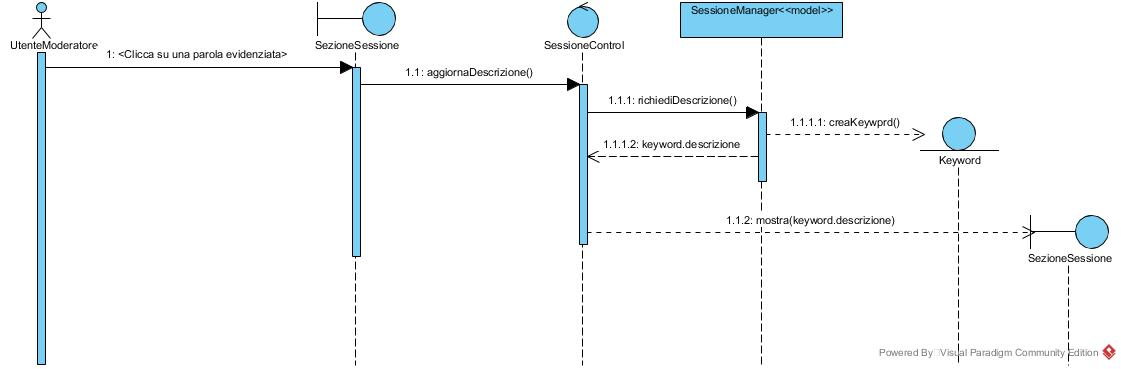 SessioneManager<<model>>
UtenteModeratore
SezioneSessione
SessioneControl
1: <Clicca su una parola evidenziata>
1.1: aggiornaDescrizione()
1.1.1: richiediDescrizione()
1.1.1.1: creaKeywprd()
1.1.1.2: keyword.descrizione
Keyword
1.1.2: mostra(keyword.descrizione)
SezioneSessione
Powered By Visual Paradigm Community Edition